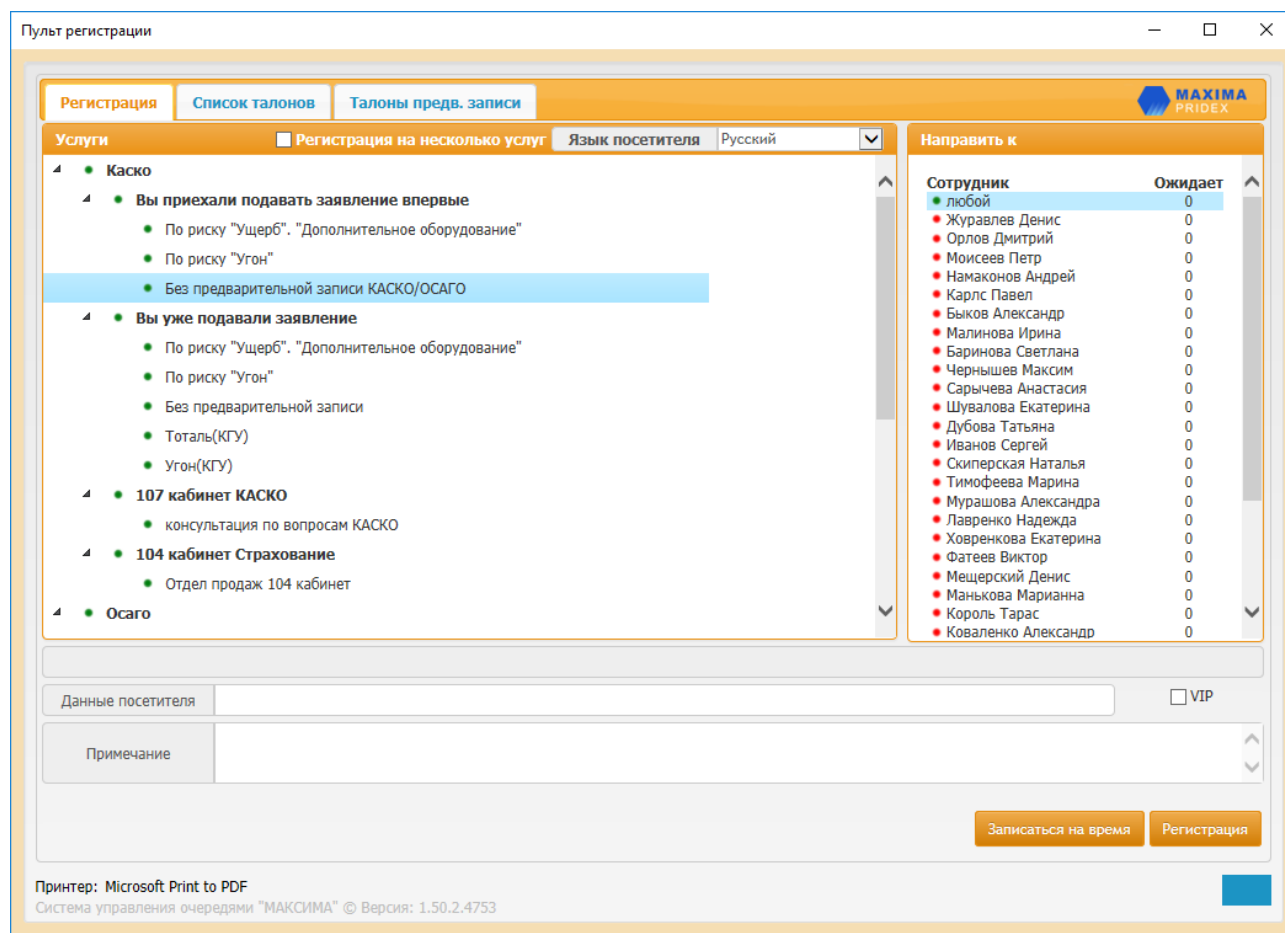 Пульт регистрации
Регистрация Список талонов Талоны предв. записи
MAXIMA
PRIDEX
Услуги Регистрация на несколько услуг Язык посетителя Русский
Каско
Вы приехали подавать заявление впервые
По риску "Ущерб". "Дополнительное оборудование"
По риску "Угон"
Без предварительной записи КАСКО/ОСАГО
Вы уже подавали заявление
По риску "Ущерб". "Дополнительное оборудование"
По риску "Угон"
Без предварительной записи
Тоталь(КГУ)
Угон(КГУ)
107 кабинет КАСКО
консультация по вопросам КАСКО
104 кабинет Страхование
Отдел продаж 104 кабинет
Осаго
Направить к
Сотрудник Ожидает
любой 0
Журавлев Денис 0
Орлов Дмитрий 0
Моисеев Петр 0
Намаконов Андрей 0
Карлс Павел 0
Быков Александр 0
Малинова Ирина 0
Баринова Светлана 0
Чернышев Максим 0
Сарычева Анастасия 0
Шувалова Екатерина 0
Дубова Татьяна 0
Иванов Сергей 0
Скиперская Наталья 0
Тимофеева Марина 0
Мурашова Александра 0
Лавренко Надежда 0
Ховренкова Екатерина 0
Фатеев Виктор 0
Мещерский Денис 0
Манькова Марианна 0
Король Тарас 0
Коваленко Александр 0
Данные посетителя VIP
Примечание
Записаться на время Регистрация
Принтер: Microsoft Print to PDF
Система управления очередями "МАКСИМА" © Версия: 1.50.2.4753